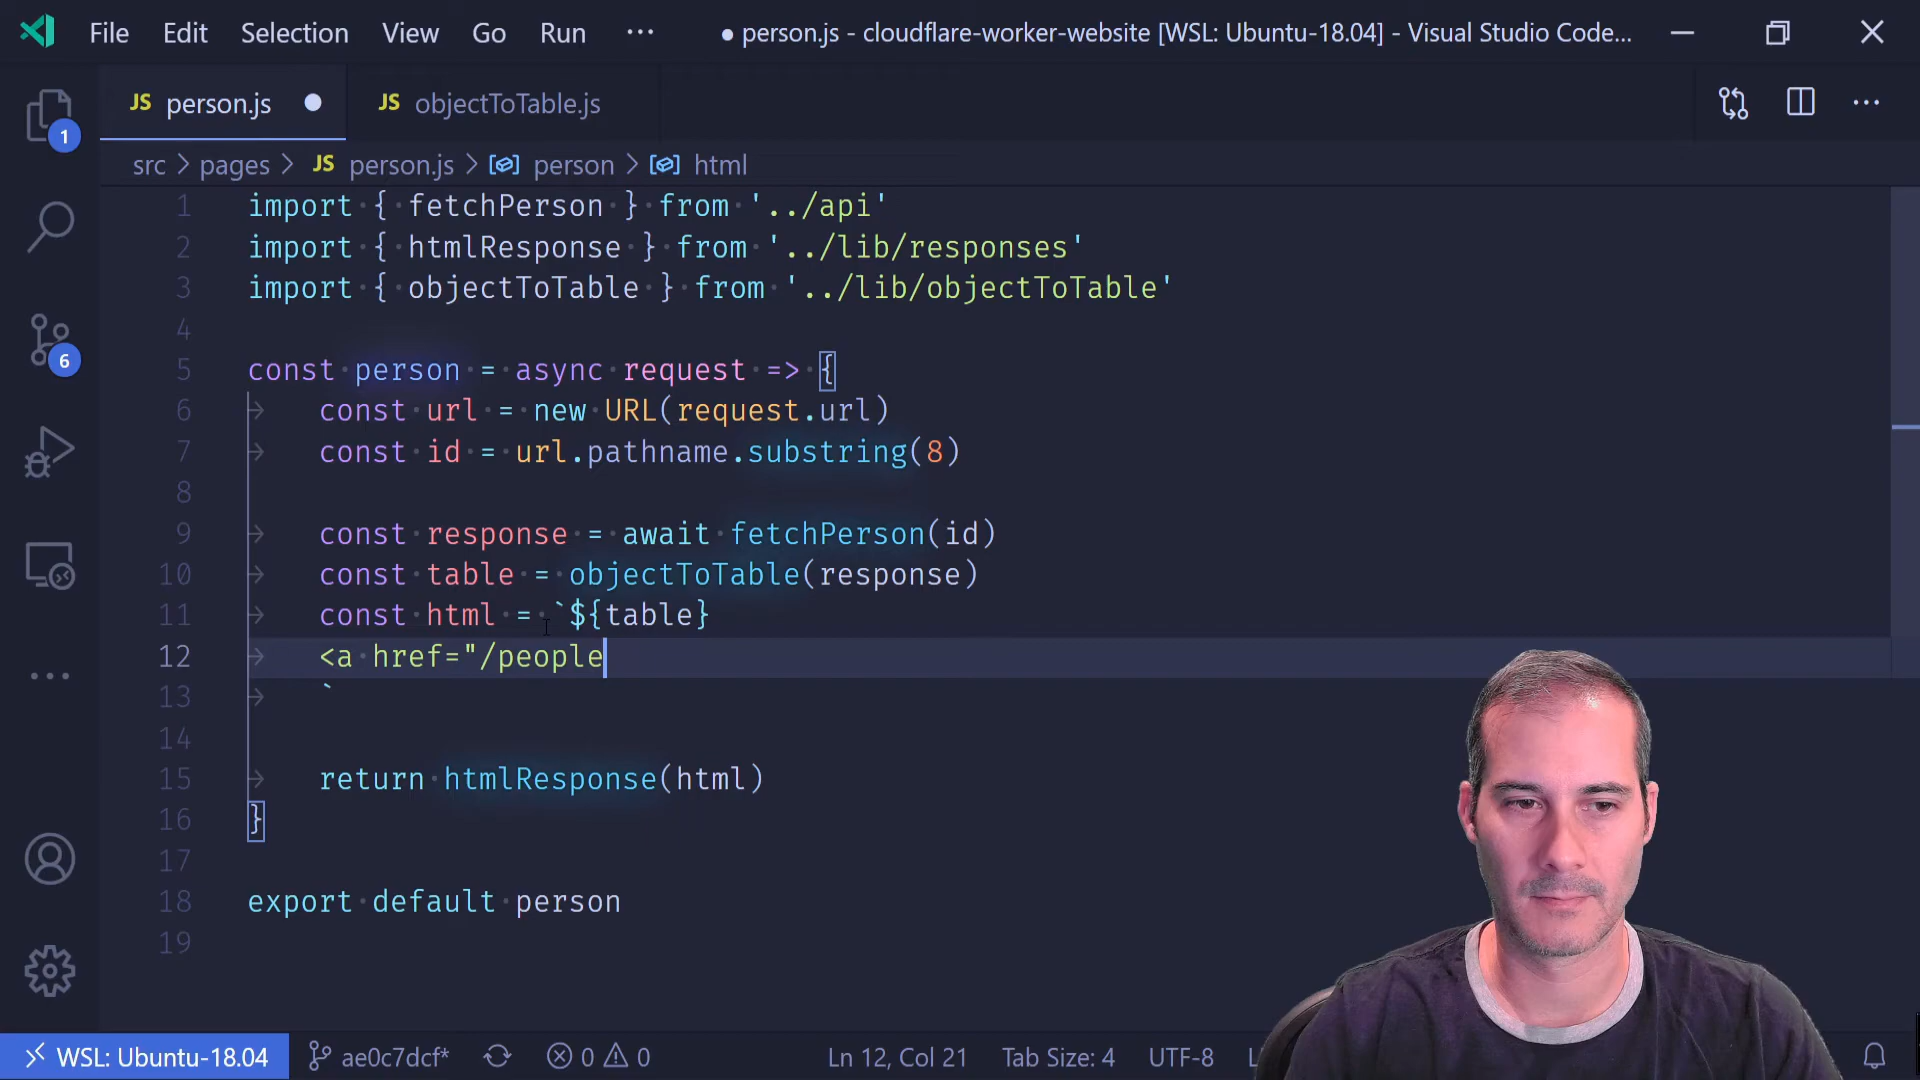 File Edit Selection View Go Run ··· ● person.js - cloudflare-worker-website [WSL: Ubuntu-18.04] - Visual Studio Code...
JS person.js ● JS objectToTable.js
src > pages > JS person.js > person > html
1 import { fetchPerson } from '../api'
2 import { htmlResponse } from '../lib/responses'
3 import { objectToTable } from '../lib/objectToTable'
4
5 const person = async request => {
6 const url = new URL(request.url)
7 const id = url.pathname.substring(8)
8
9 const response = await fetchPerson(id)
10 const table = objectToTable(response)
11 const html = `${table}
12 <a href="/people
13 `
14
15 return htmlResponse(html)
16 }
17
18 export default person
19
1
6
WSL: Ubuntu-18.04 ae0c7dcf* 0 0 Ln 12, Col 21 Tab Size: 4 UTF-8